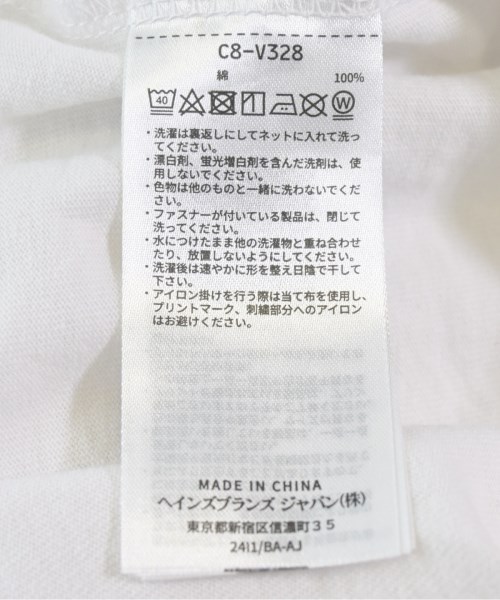 C8-V328
綿 100%
40 W
・洗濯は裏返しにしてネットに入れて洗っ
てください。
・漂白剤、蛍光増白剤を含んだ洗剤は、使
用しないでください。
・色物は他のものと一緒に洗わないでくだ
さい。
・ファスナーが付いている製品は、閉じて
洗ってください。
・水につけたまま他の洗濯物と重ね合わせ
たり、放置しないようにしてください。
・洗濯後は速やかに形を整え日陰で干して
下さい。
・アイロン掛けを行う際は当て布を使用し、
プリントマーク、刺繍部分へのアイロン
はお避けください。
MADE IN CHINA
ヘインズブランズ ジャパン(株)
東京都新宿区信濃町３５
2411/BA-AJ